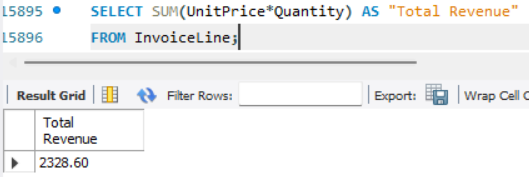 15895 SELECT SUM(UnitPrice*Quantity) AS "Total Revenue"
15896 FROM InvoiceLine;
Result Grid Filter Rows: Export: Wrap Cell C
Total
Revenue
2328.60